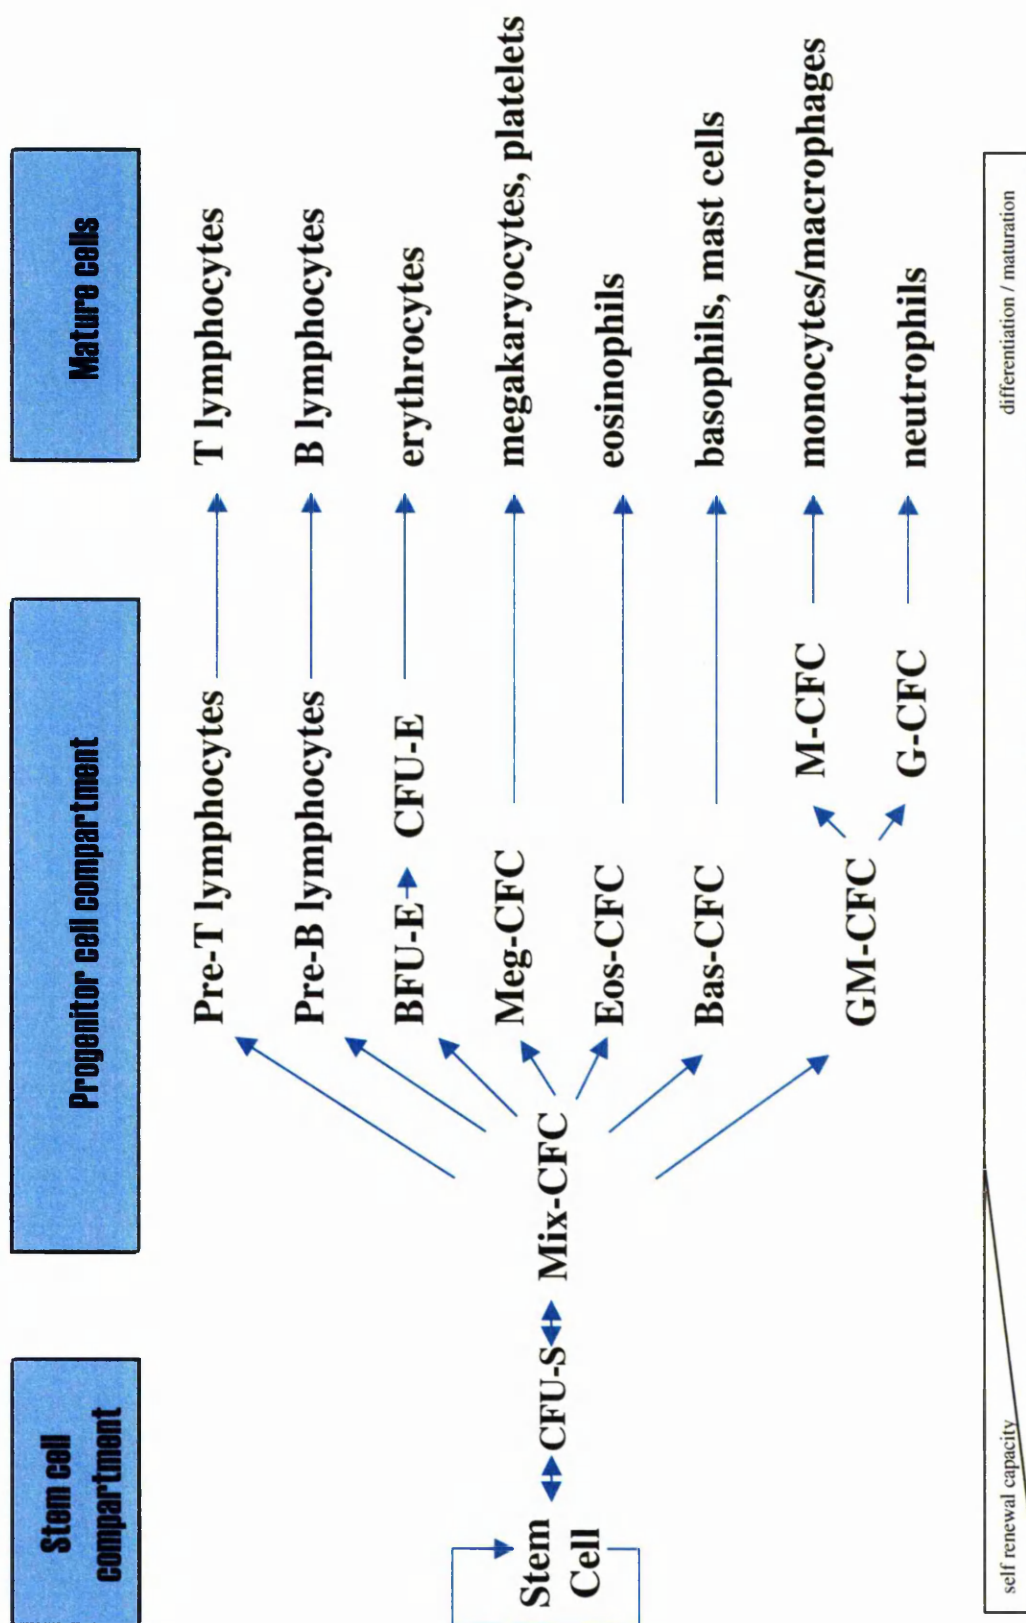 Stem cell
compartment
Progenitor cell compartment
Mature cells
Pre-T lymphocytes
T lymphocytes
Pre-B lymphocytes
B lymphocytes
BFU-E
CFU-E
erythrocytes
Meg-CFC
megakaryocytes, platelets
Stem
Cell
CFU-S
Mix-CFC
Eos-CFC
eosinophils
Bas-CFC
basophils, mast cells
GM-CFC
M-CFC
monocytes/macrophages
G-CFC
neutrophils
self renewal capacity
differentiation / maturation